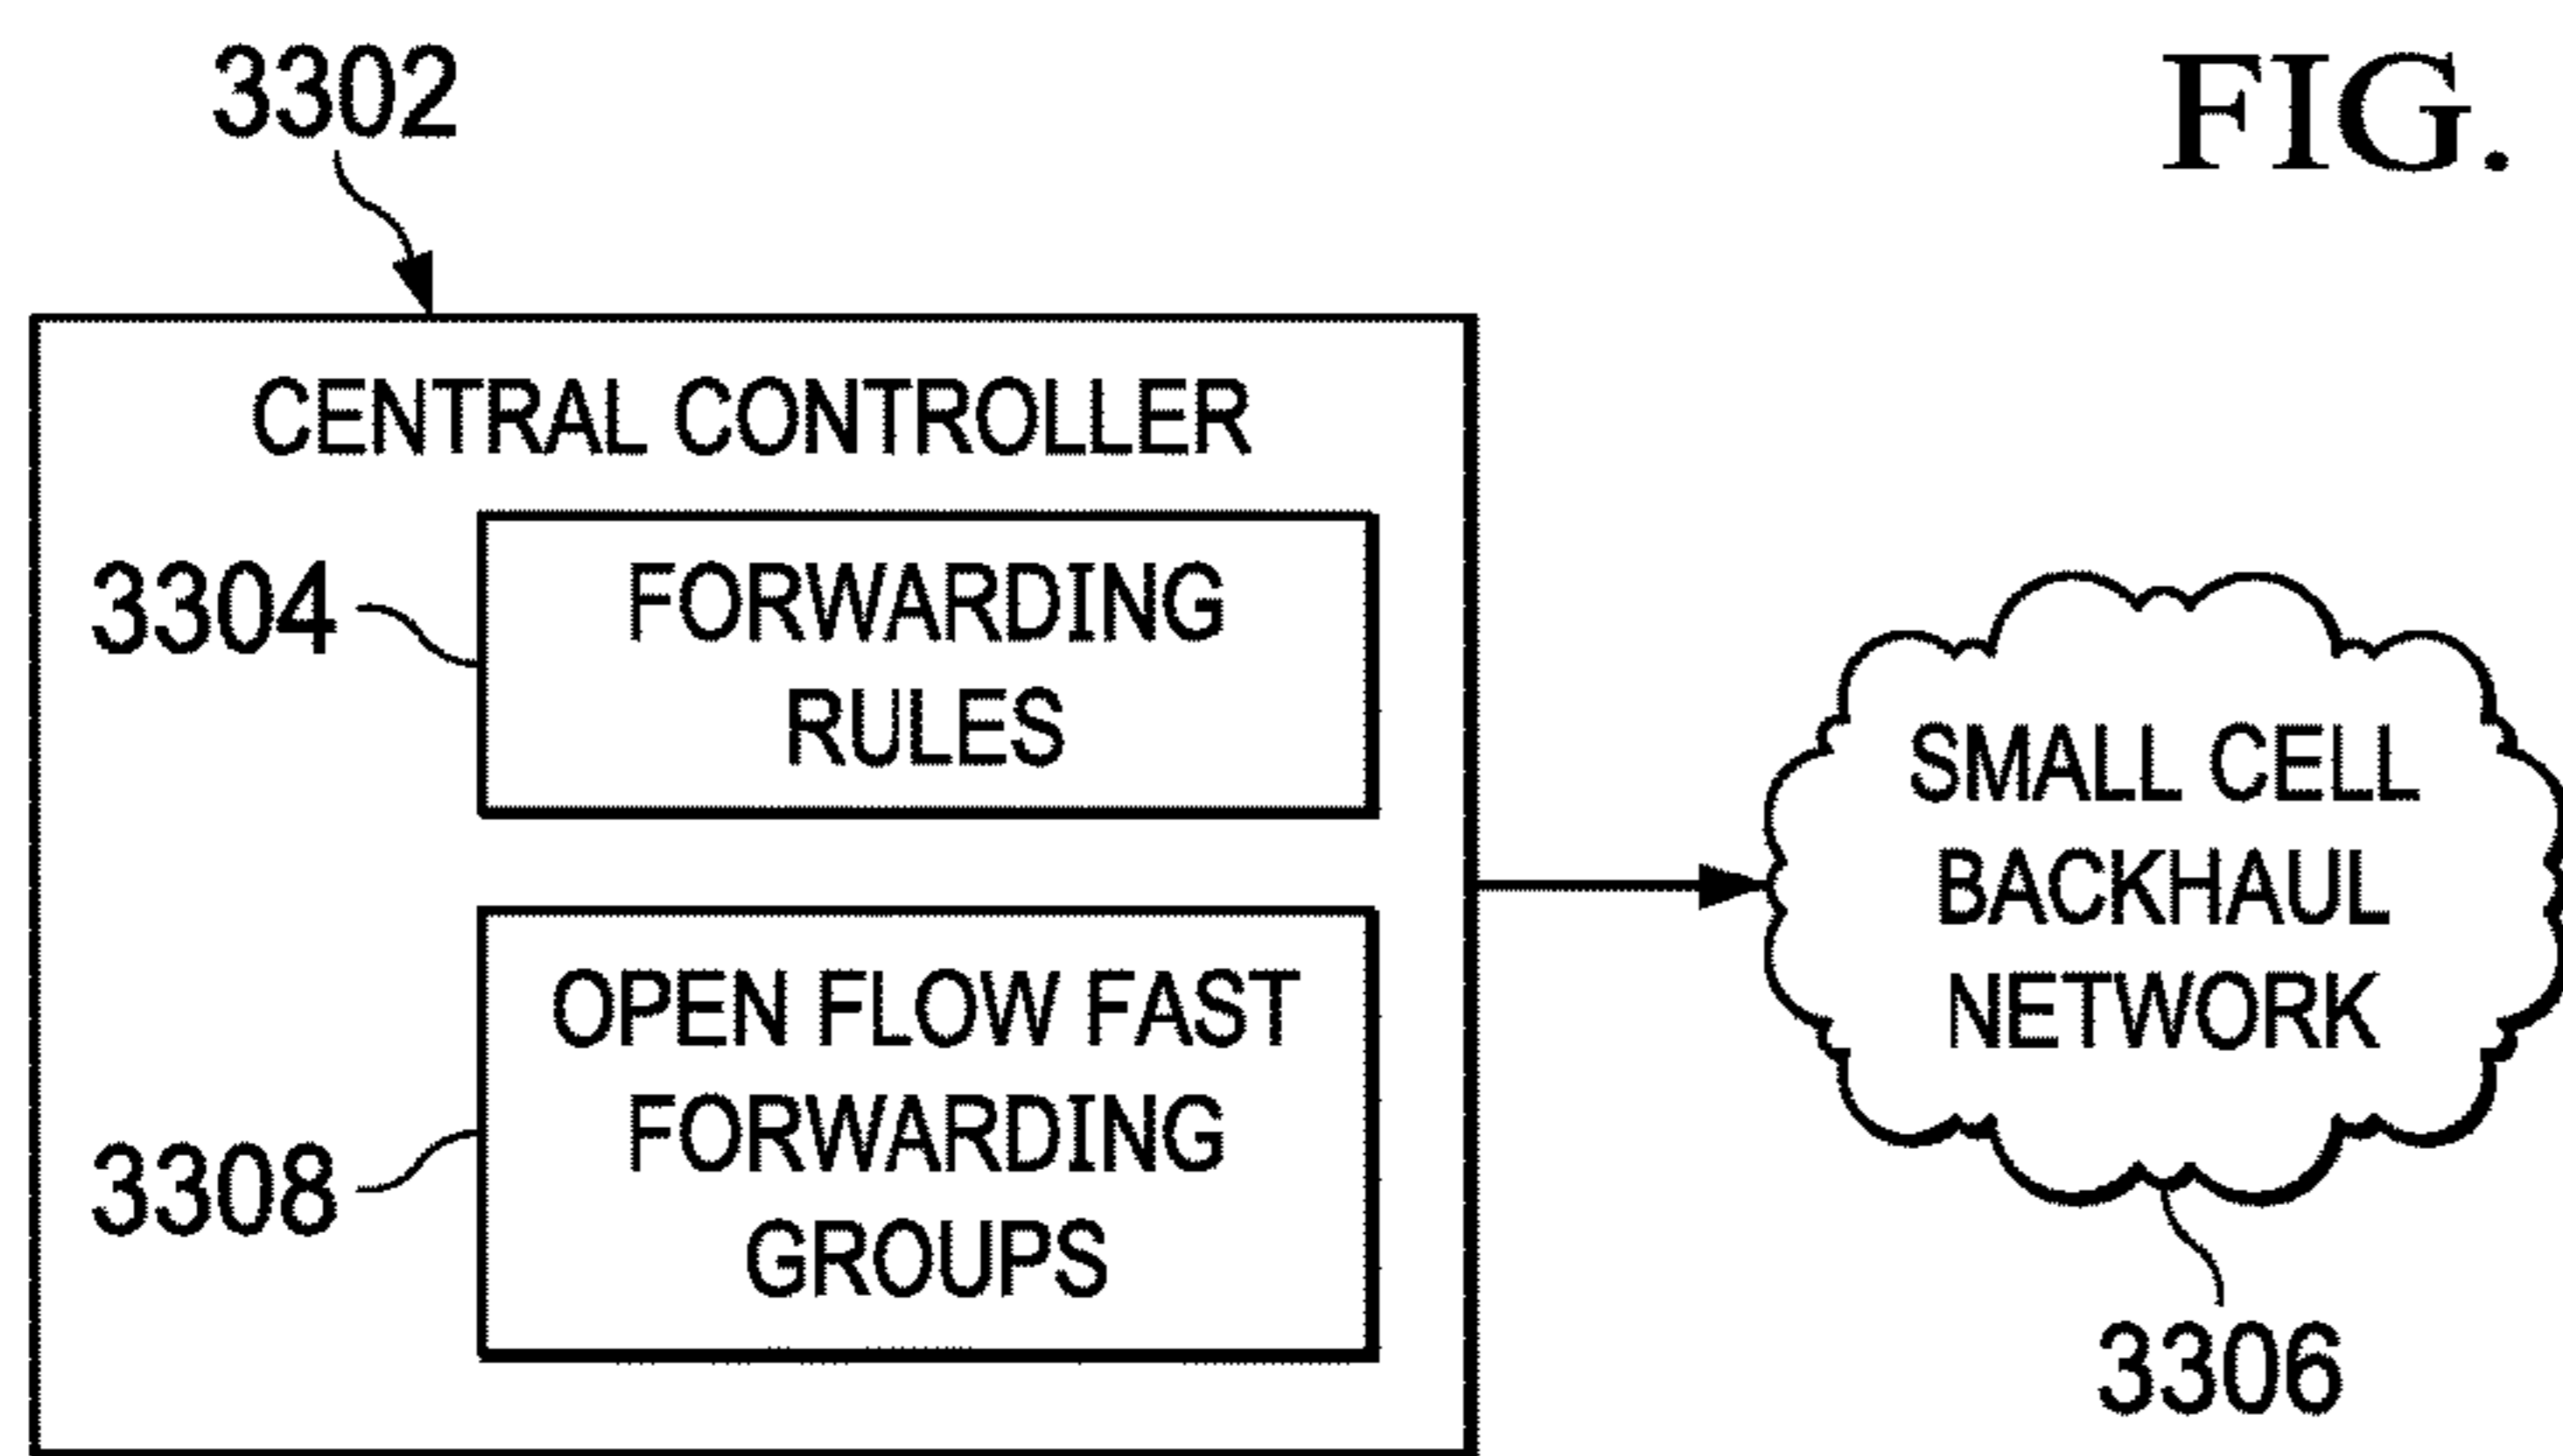 3302
FIG.
CENTRAL CONTROLLER
3304
FORWARDING
RULES
OPEN FLOW FAST
FORWARDING
GROUPS
3308
SMALL CELL
BACKHAUL
NETWORK
3306